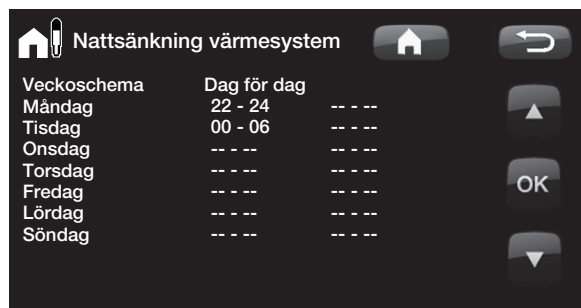 Nattsänkning värmesystem
Veckoschema Dag för dag
Måndag 22 - 24 -- - --
Tisdag 00 - 06 -- - --
Onsdag -- - -- -- - --
Torsdag -- - -- -- - --
Fredag -- - -- -- - --
Lördag -- - -- -- - --
Söndag -- - -- -- - --
OK